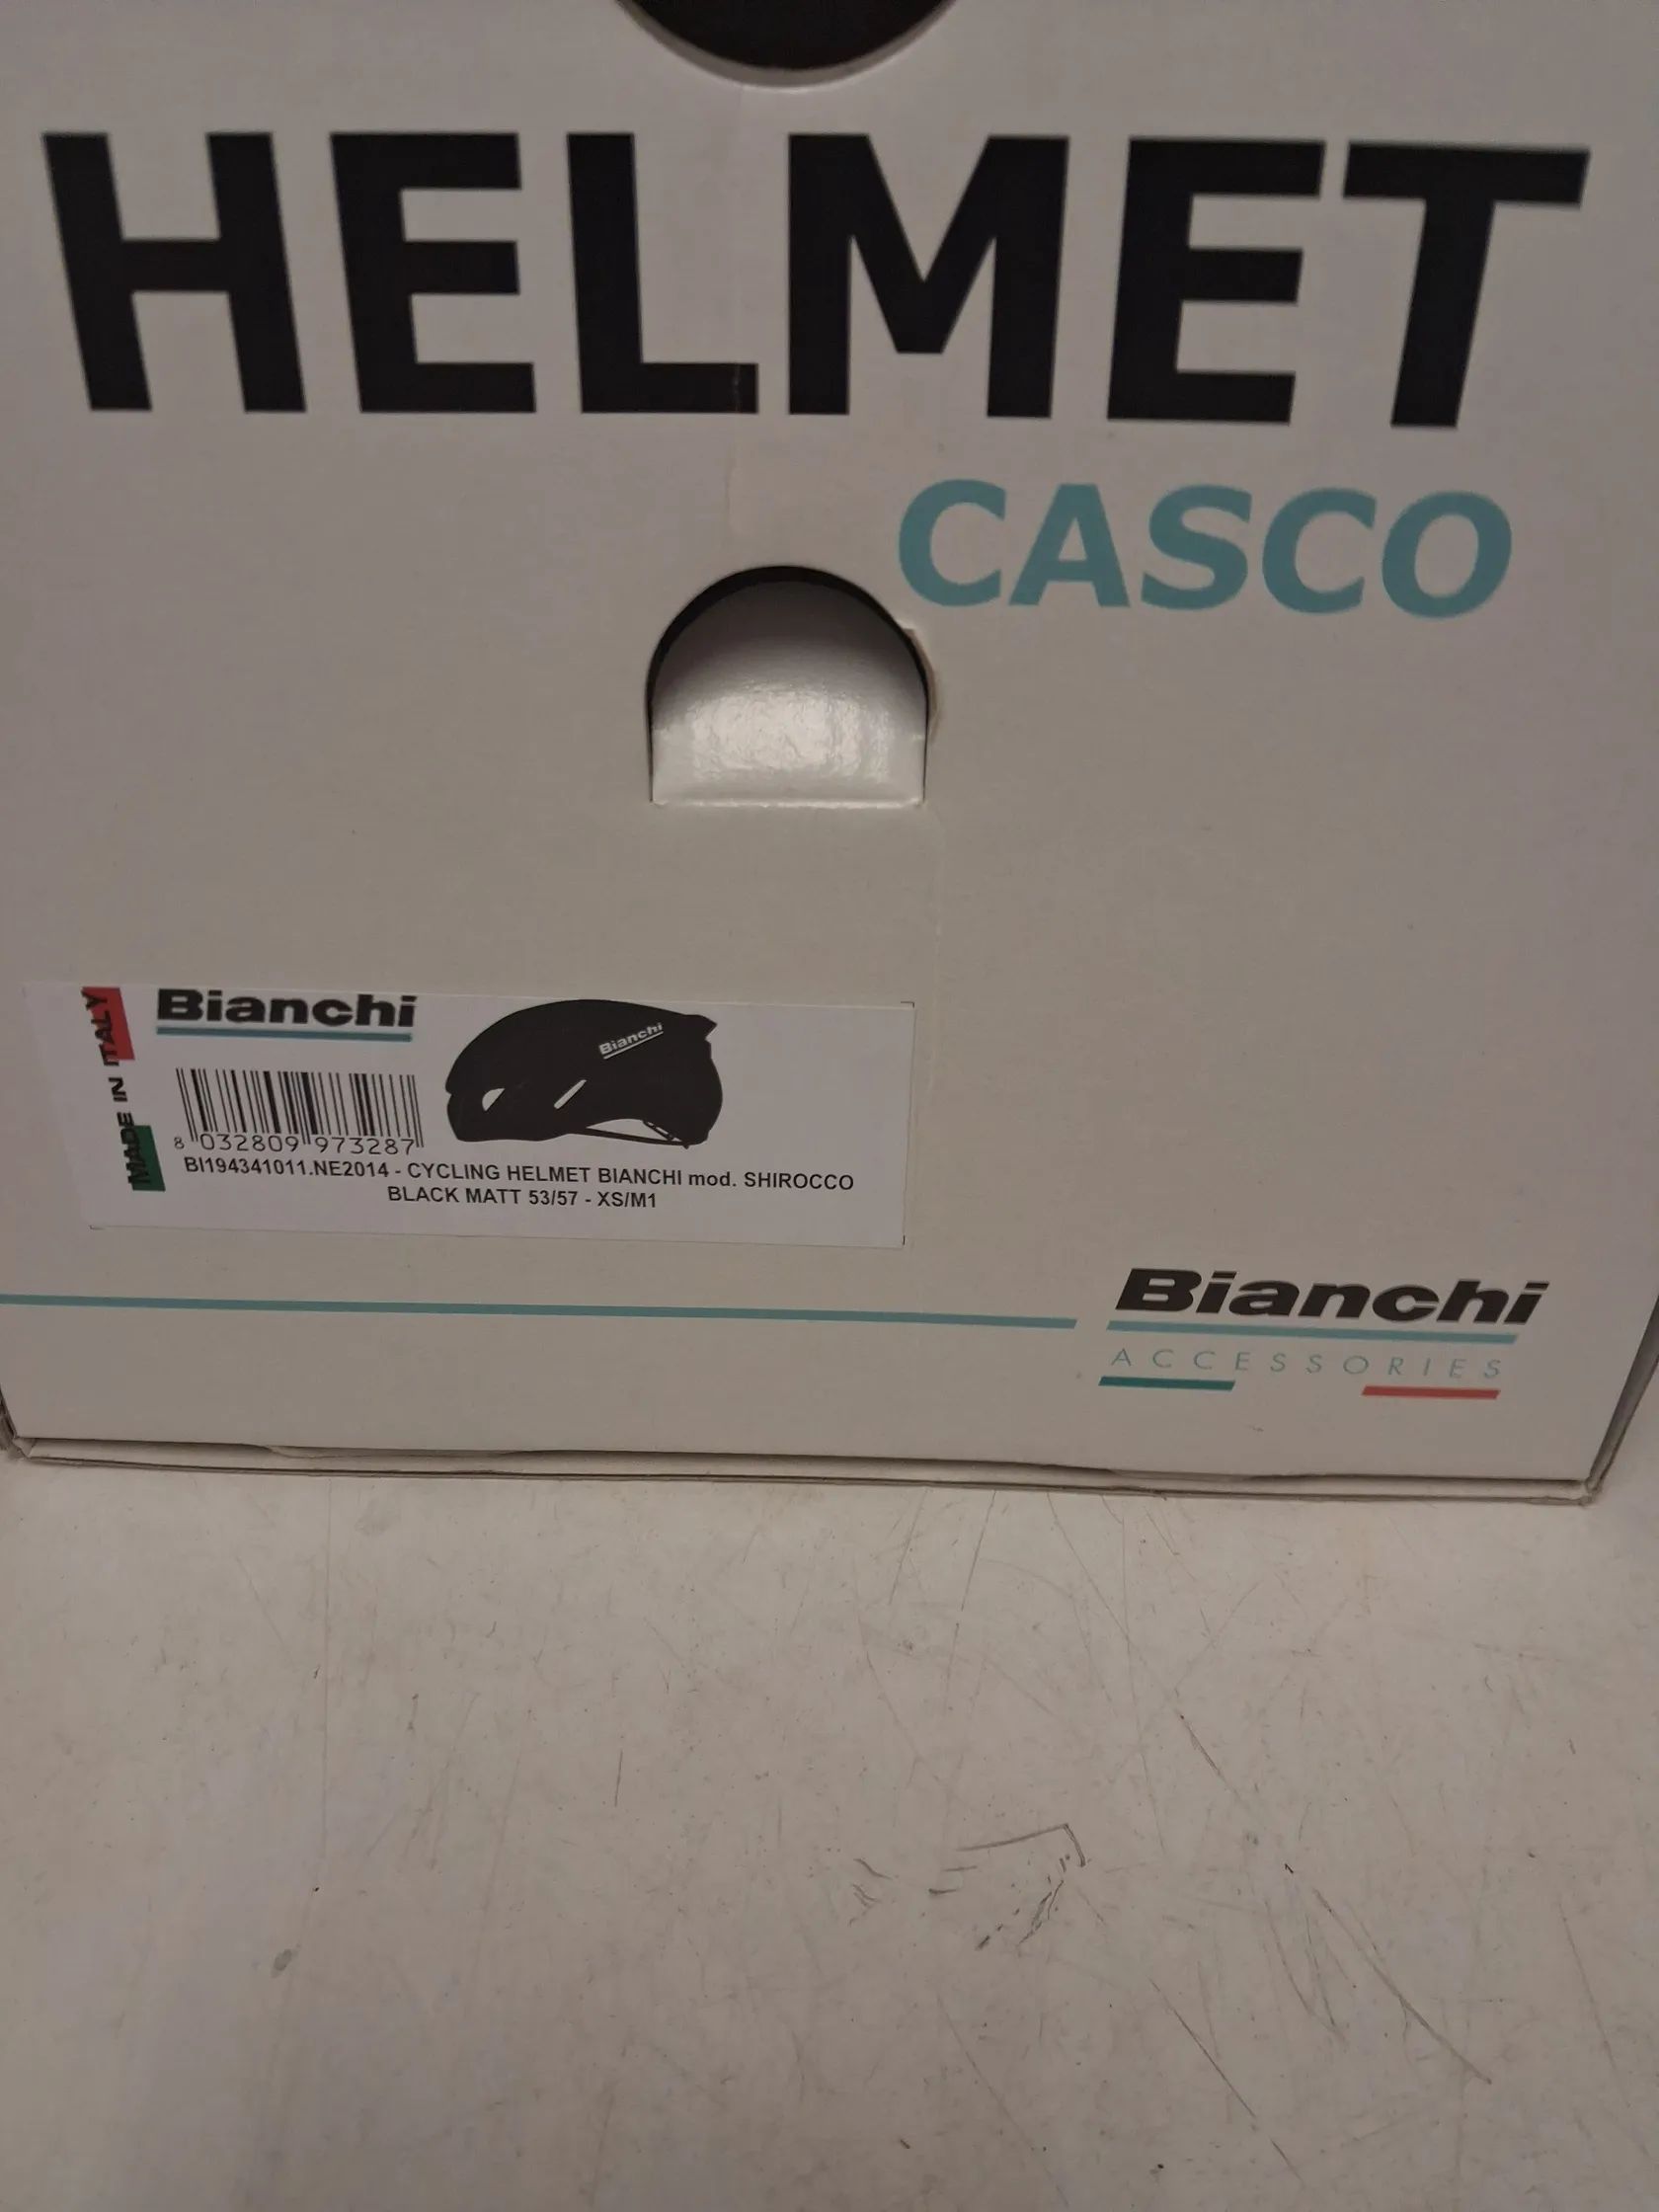 HELMET
CASCO
MADE IN ITALY
Bianchi
Bianchi
8 032809 973287
BI194341011.NE2014 - CYCLING HELMET BIANCHI mod. SHIROCCO
BLACK MATT 53/57 - XS/M1
Bianchi
ACCESSORIES